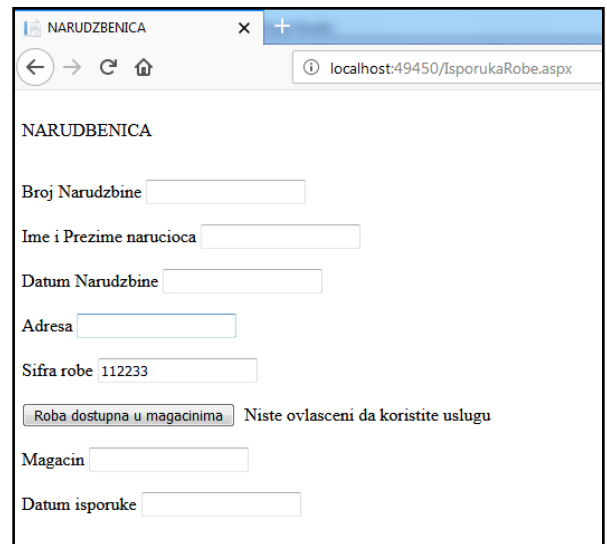 NARUDZBENICA
localhost:49450/IsporukaRobe.aspx
NARUDBENICA
Broj Narudzbine
Ime i Prezime narucioca
Datum Narudzbine
Adresa
Sifra robe 112233
Roba dostupna u magacinima Niste ovlasceni da koristite uslugu
Magacin
Datum isporuke